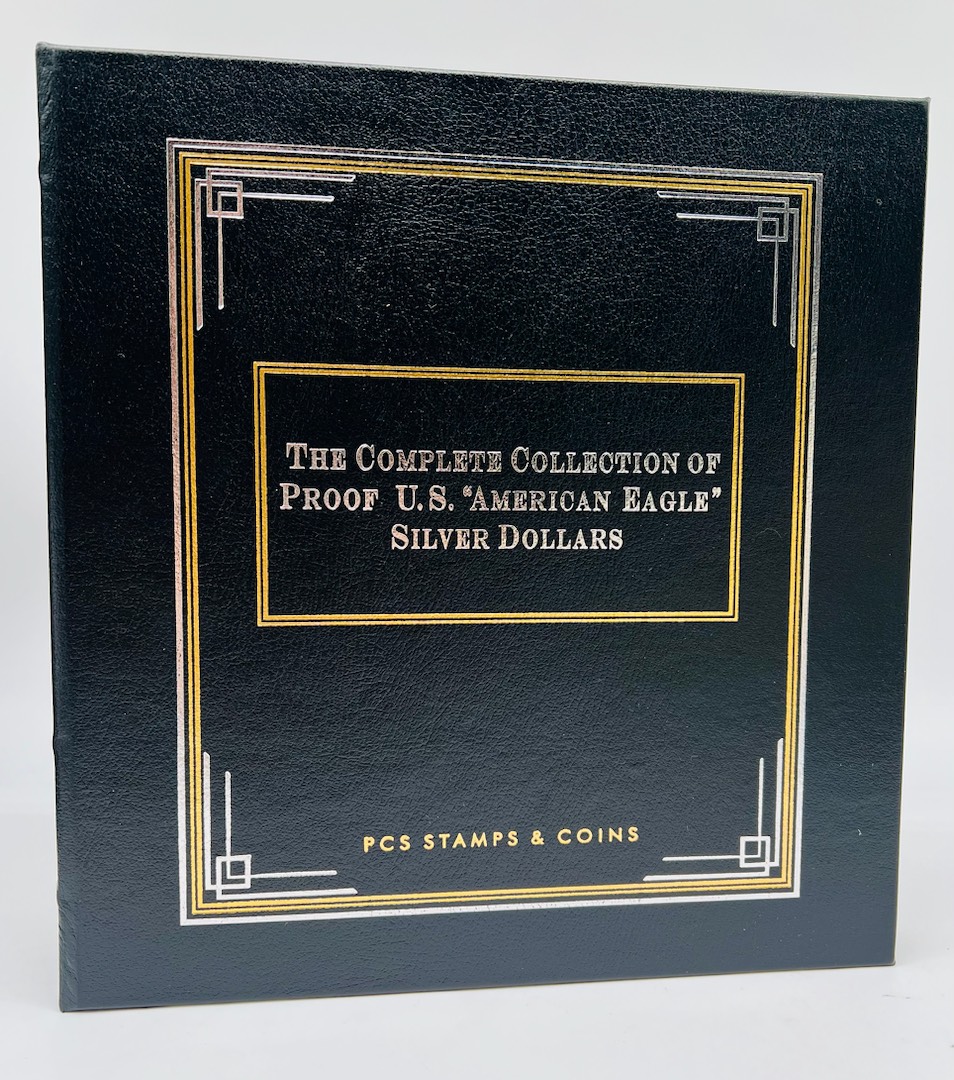 The Complete Collection of
Proof U.S. “American Eagle”
Silver Dollars
PCS STAMPS & COINS